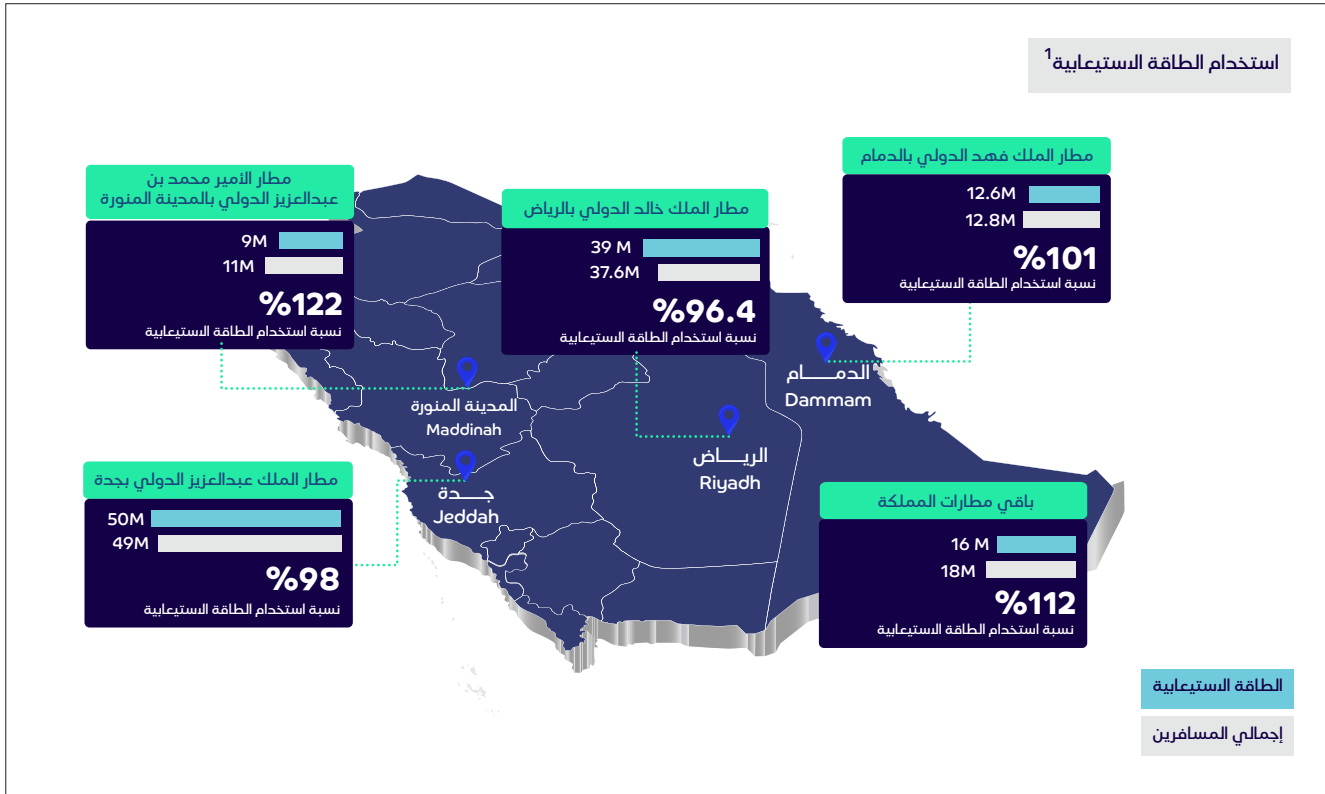 استخدام الطاقة الاستيعابية1
مطار الملك فهد الدولي بالدمام
12.6M
12.8M
%101
نسبة استخدام الطاقة الاستيعابية
مطار الملك خالد الدولي بالرياض
39 M
37.6M
%96.4
نسبة استخدام الطاقة الاستيعابية
مطار الأمير محمد بن
عبدالعزيز الدولي بالمدينة المنورة
9M
11M
%122
نسبة استخدام الطاقة الاستيعابية
الدمـــــام
Dammam
المدينة المنورة
Maddinah
الريـــــاض
Riyadh
جـــــدة
Jeddah
مطار الملك عبدالعزيز الدولي بجدة
50M
49M
%98
نسبة استخدام الطاقة الاستيعابية
باقي مطارات المملكة
16 M
18M
%112
نسبة استخدام الطاقة الاستيعابية
الطاقة الاستيعابية
إجمالي المسافرين